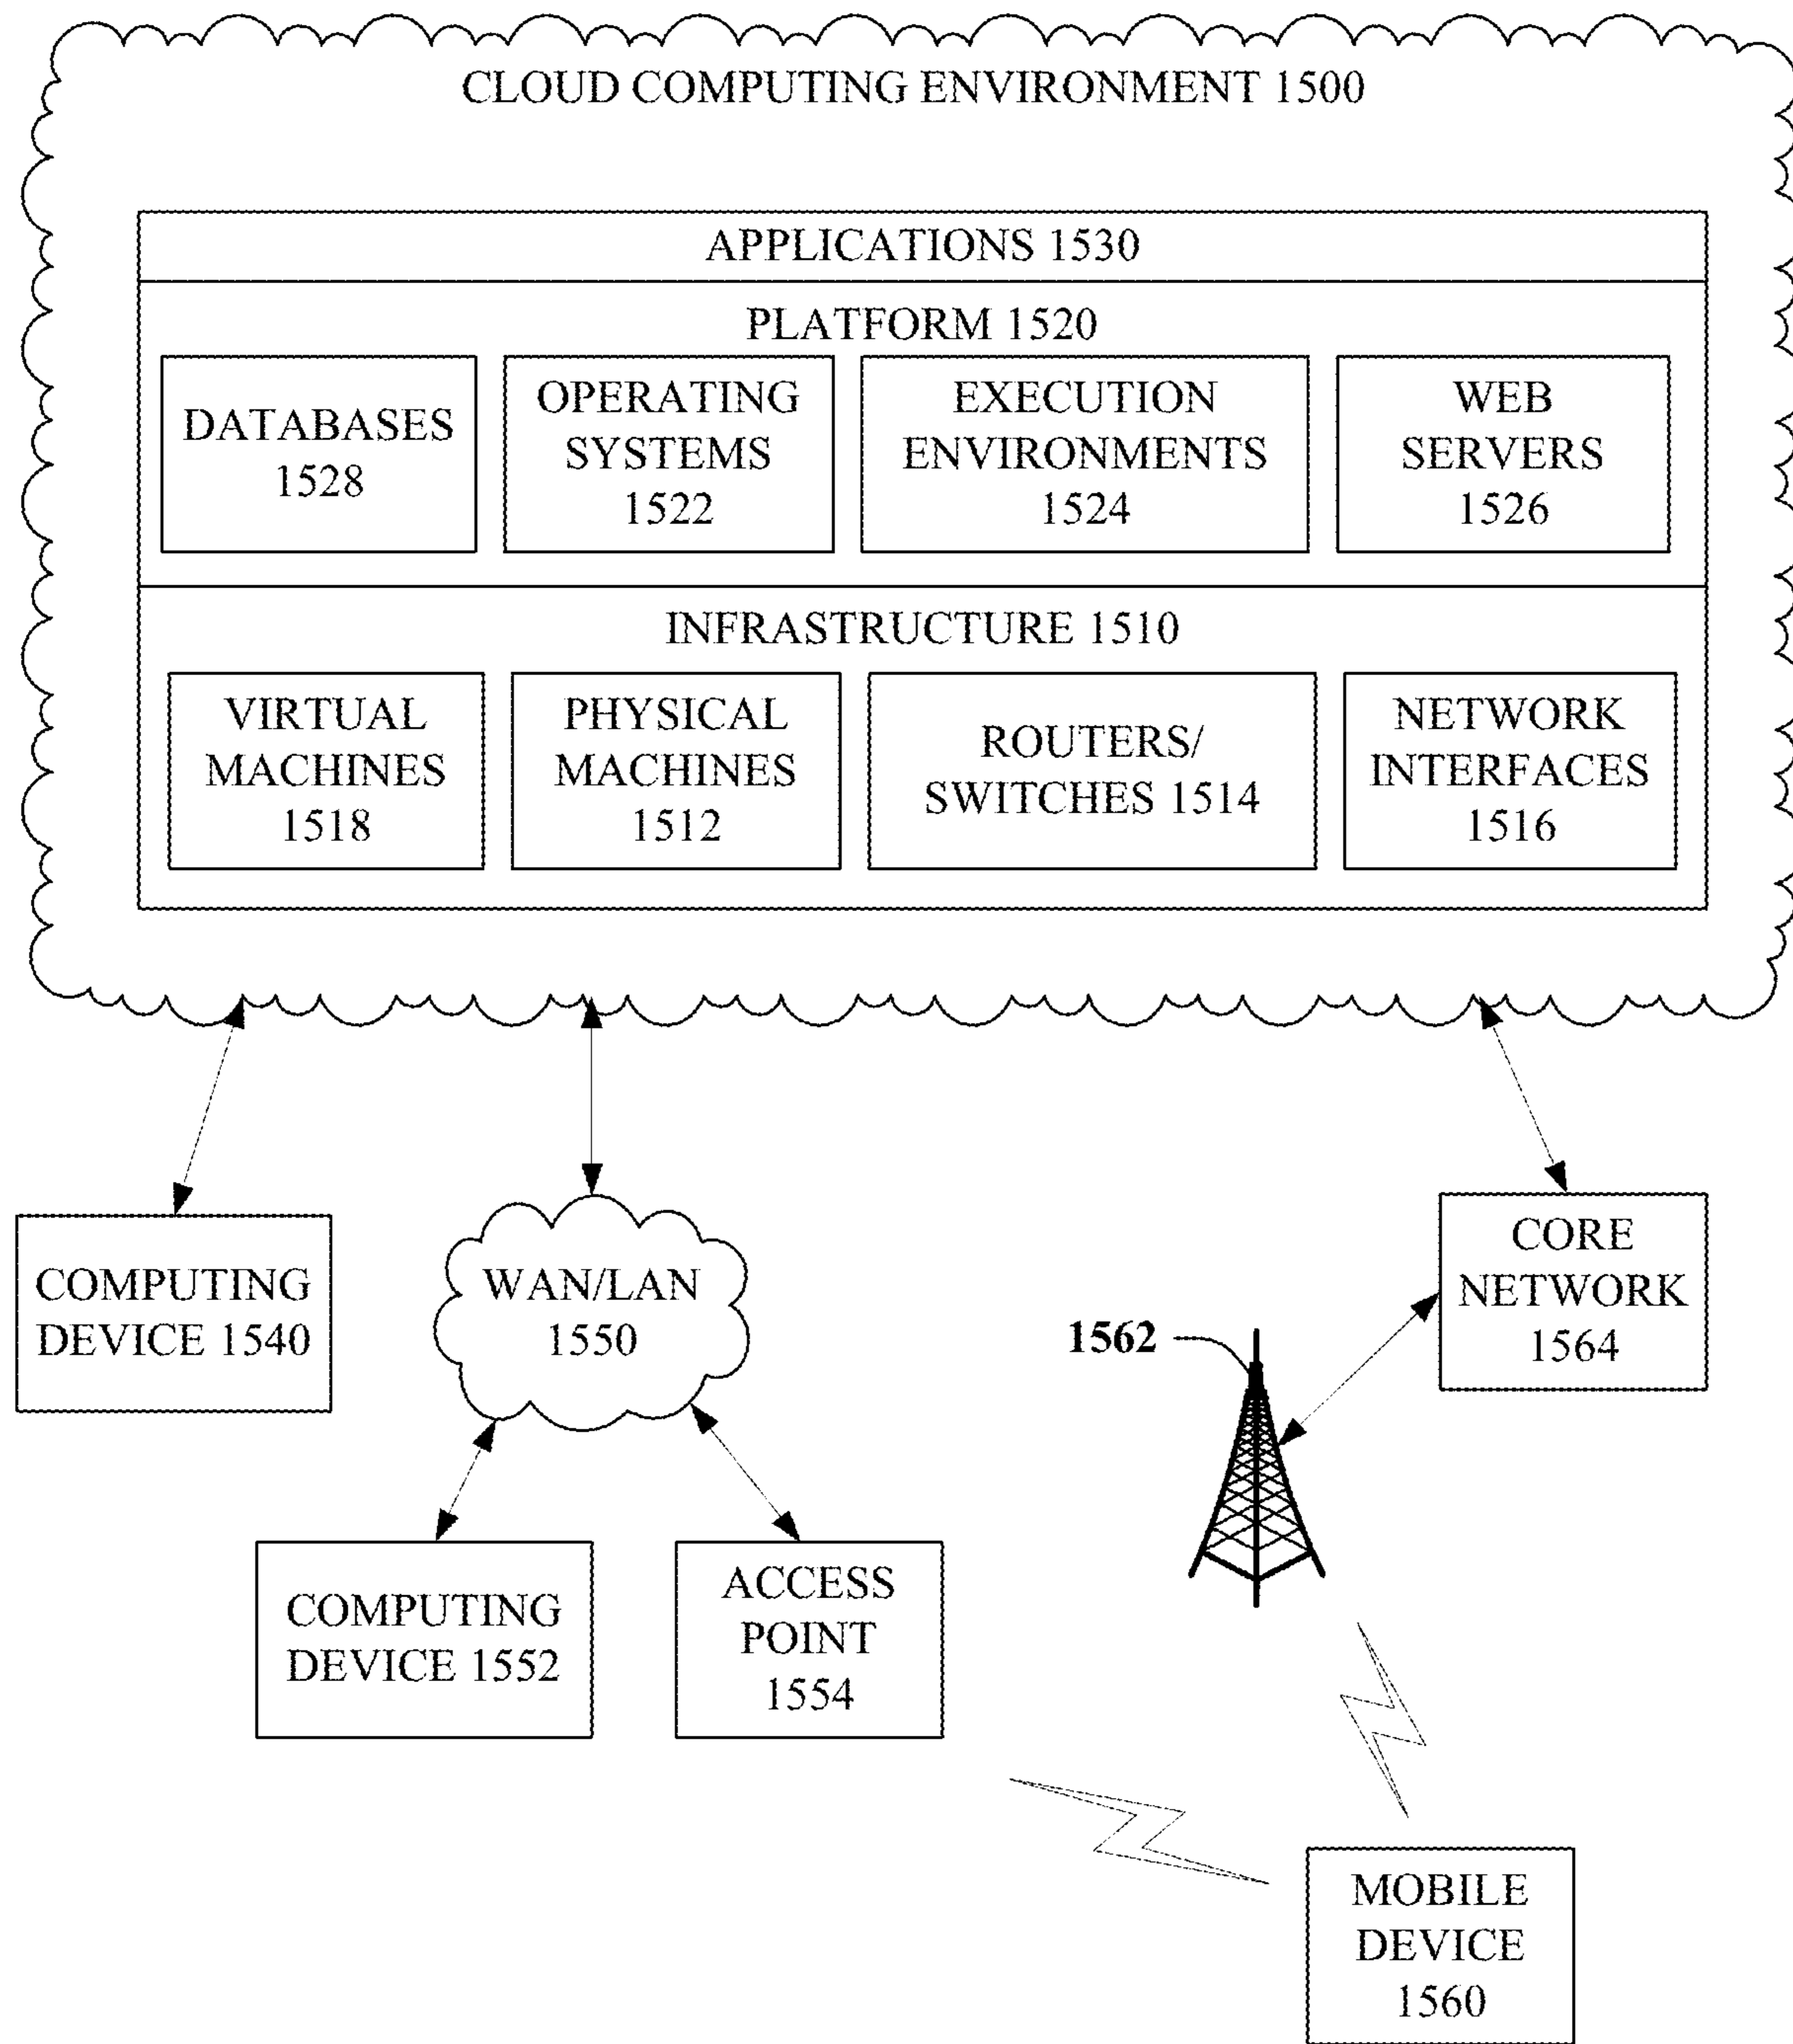 CLOUD COMPUTING ENVIRONMENT 1500
APPLICATIONS 1530
PLATFORM 1520
DATABASES
1528
OPERATING
SYSTEMS
1522
EXECUTION
ENVIRONMENTS
1524
WEB
SERVERS
1526
INFRASTRUCTURE 1510
VIRTUAL
MACHINES
1518
PHYSICAL
MACHINES
1512
ROUTERS/
SWITCHES 1514
NETWORK
INTERFACES
1516
COMPUTING
DEVICE 1540
WAN/LAN
1550
1562
CORE
NETWORK
1564
COMPUTING
DEVICE 1552
ACCESS
POINT
1554
MOBILE
DEVICE
1560